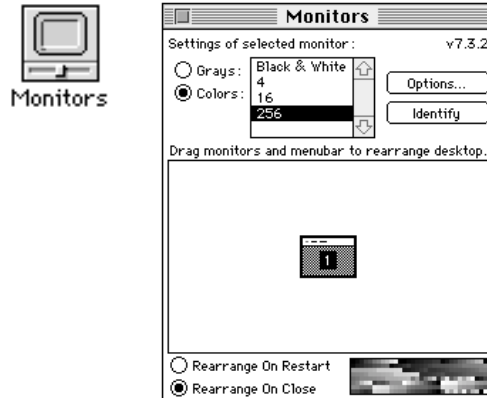 Monitors
Monitors
Settings of selected monitor:
v7.3.2
Grays:
Colors:
Black & White
4
16
256
Options...
Identify
Drag monitors and menubar to rearrange desktop.
1
Rearrange On Restart
Rearrange On Close